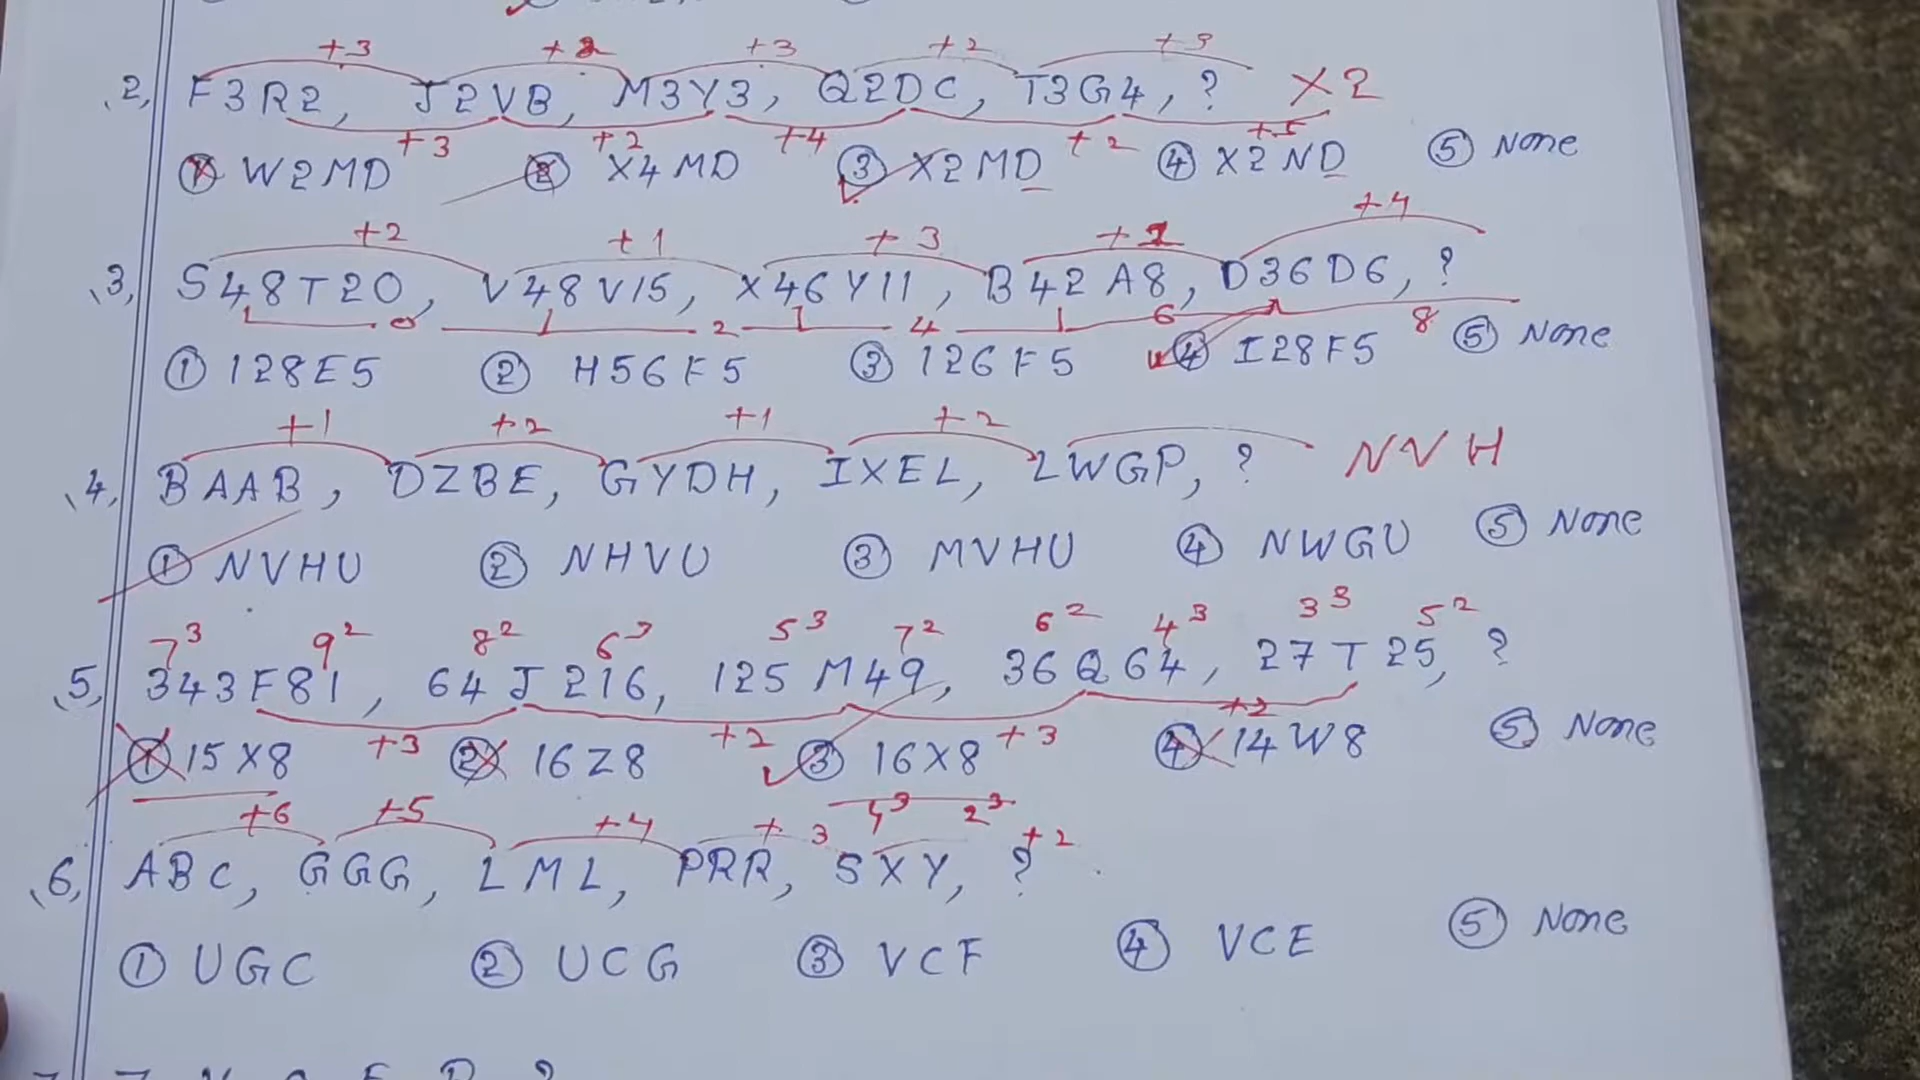 +3 +2 +3 +2 +3
2, F3R2, J2VB, M3Y3, Q2DC, T3G4, ? X2
+3 +2 +4 +2 +5
① W2MD ② X4MD ③ X2MD ④ X2ND ⑤ None
+2 +1 +3 +4
3, S48T20, V48V15, X46Y11, B42A8, D36D6, ?
0 2 4 6 8
① 128E5 ② H56F5 ③ 126F5 ④ I28F5 ⑤ None
+1 +2 +1 +2
4, BAAB, DZBE, GYDH, IXEL, LWGP, ? NVH
① NVHU ② NHVU ③ MVHU ④ NWGU ⑤ None
7³ 9² 8² 6³ 5³ 7² 6² 4³ 3³ 5²
5, 343F81, 64J216, 125M49, 36Q64, 27T25, ?
+3 +2 +3 +2
① 15X8 ② 16Z8 ③ 16X8 ④ 14W8 ⑤ None
+6 +5 +4 +3 2³ +2
6, ABC, GGG, LML, PRR, SXY, ?
① UGC ② UCG ③ VCF ④ VCE ⑤ None